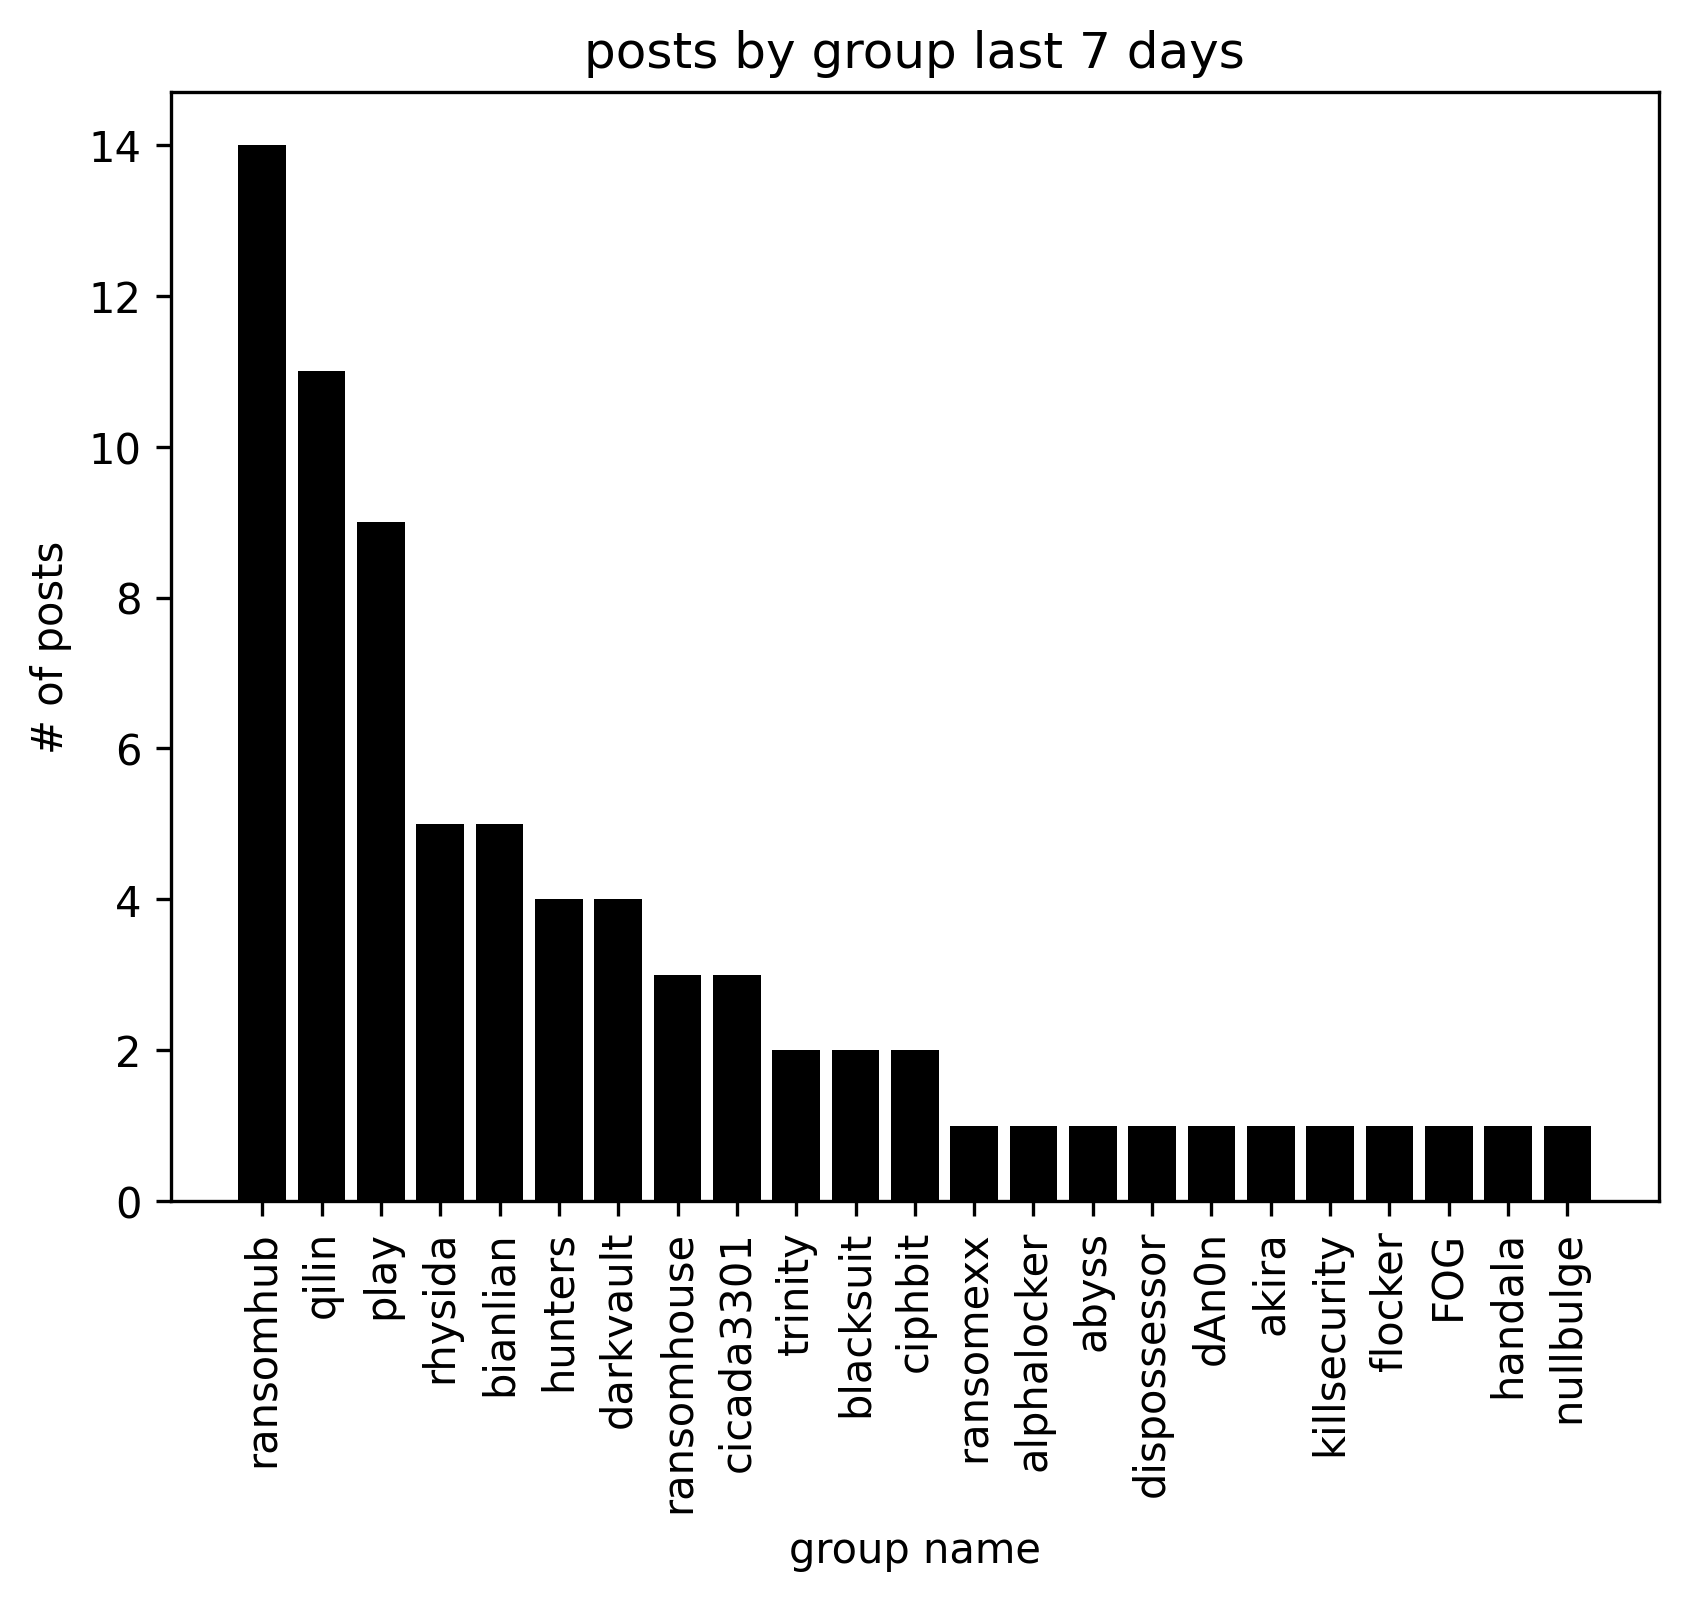 posts by group last 7 days
# of posts
14
12
10
8
6
4
2
0
ransomhub
qilin
play
rhysida
bianlian
hunters
darkvault
ransomhouse
cicada3301
trinity
blacksuit
ciphbit
ransomexx
alphalocker
abyss
dispossessor
dAn0n
akira
killsecurity
flocker
FOG
handala
nullbulge
group name